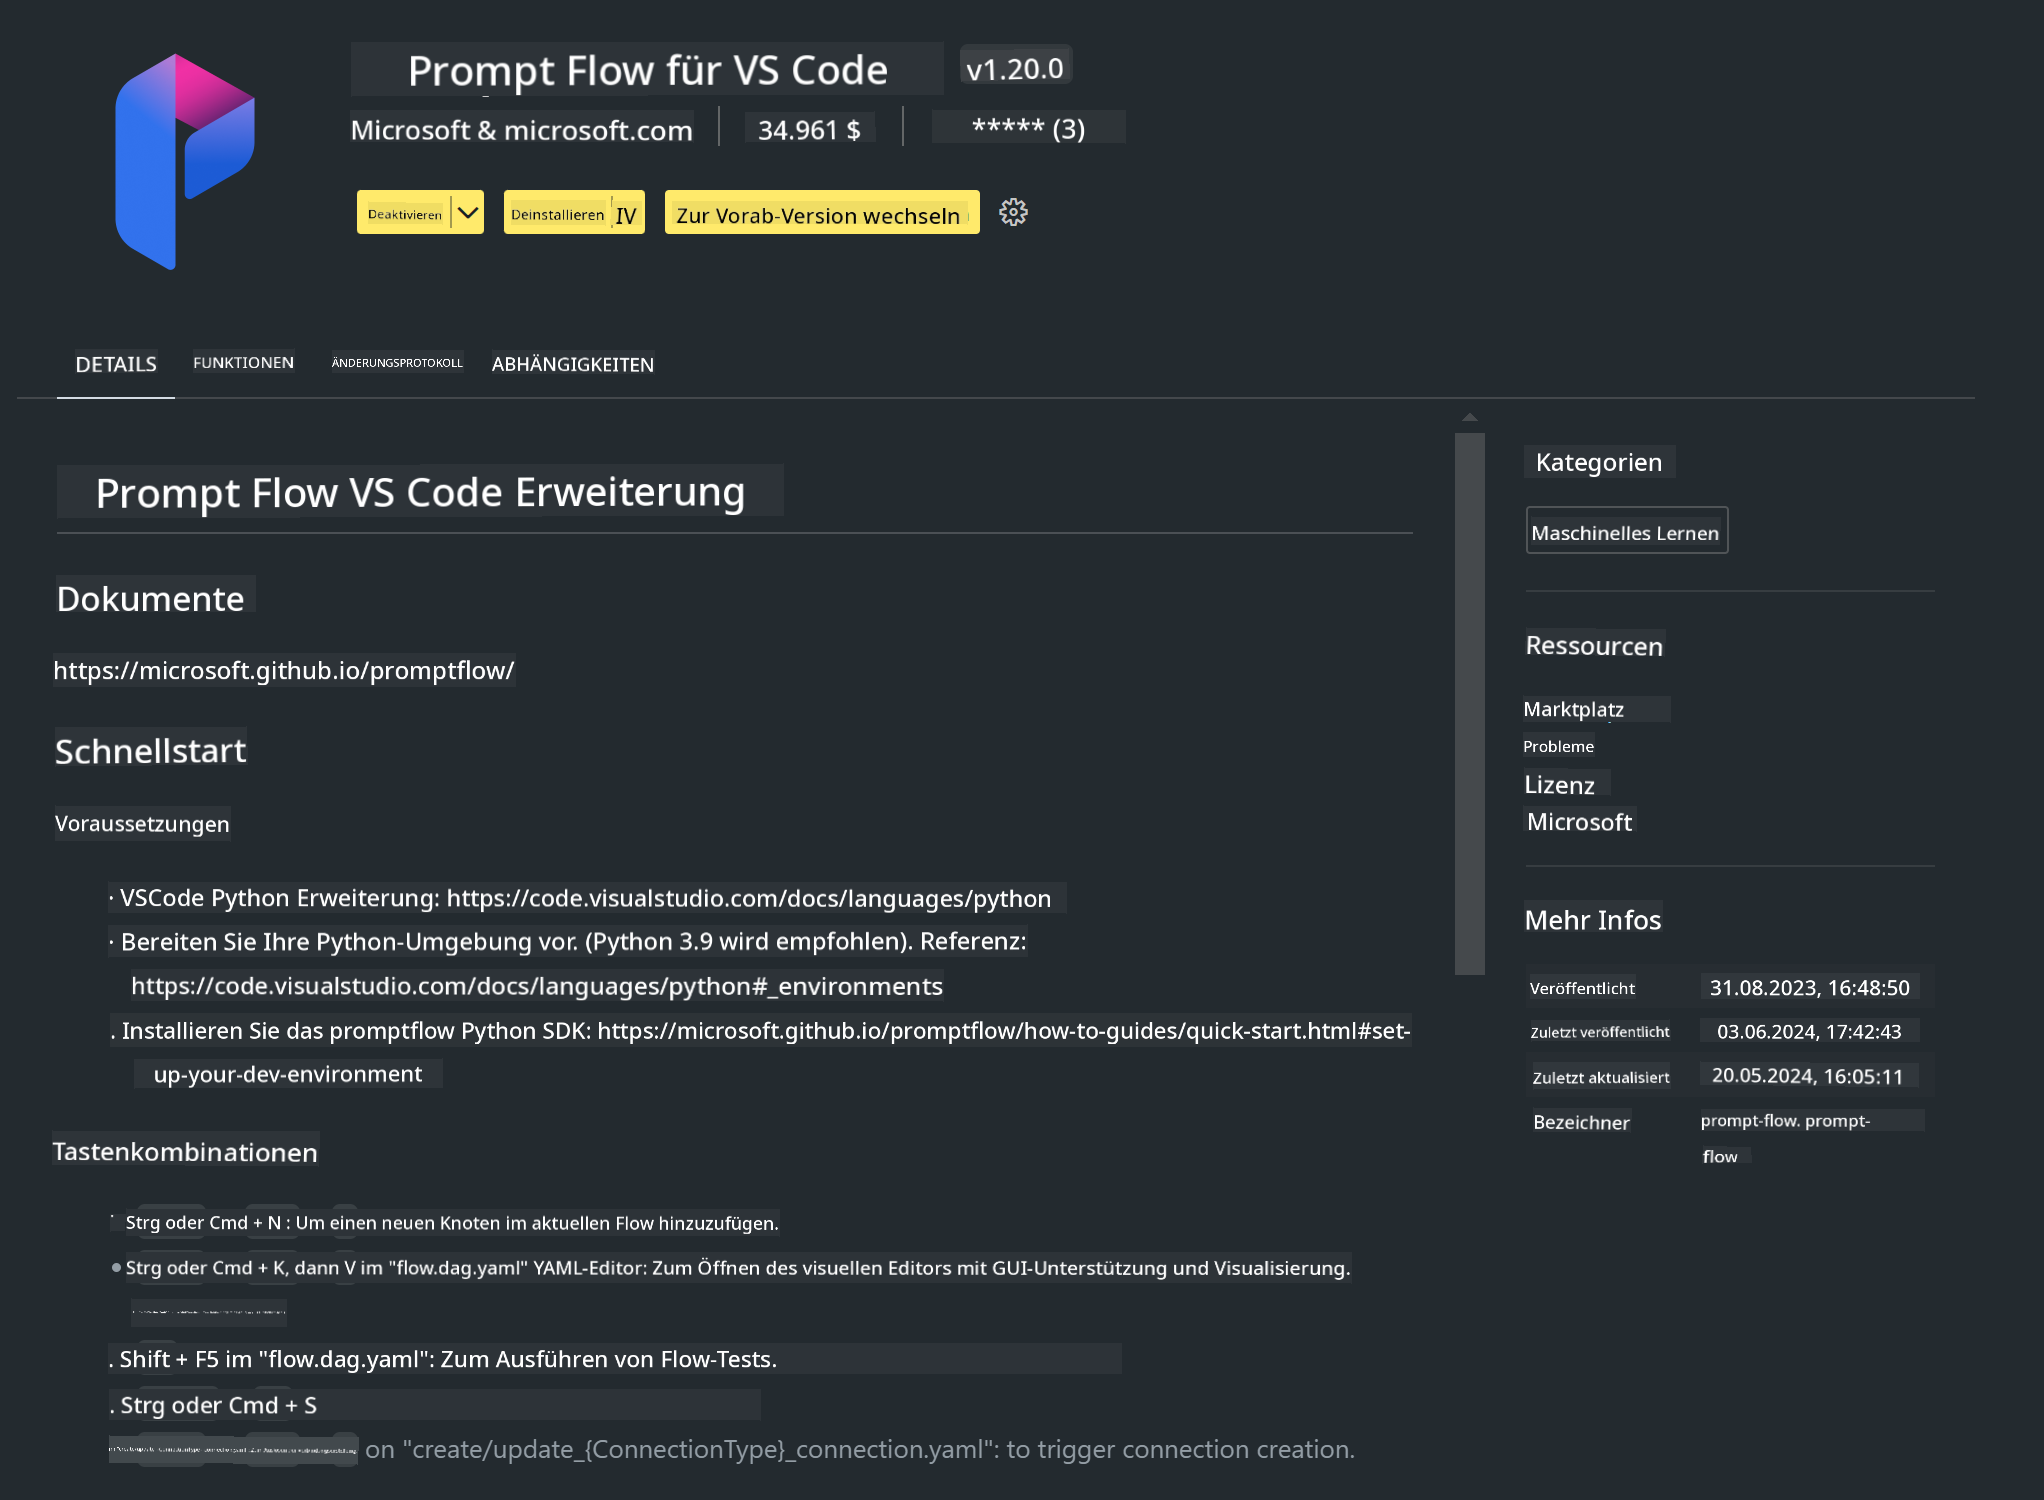 Prompt Flow für VS Code
v1.20.0
Microsoft & microsoft.com
34.961 $
***** (3)
Deaktivieren
Deinstallieren IV
Zur Vorab-Version wechseln
DETAILS
FUNKTIONEN
ÄNDERUNGSPROTOKOLL
ABHÄNGIGKEITEN
Prompt Flow VS Code Erweiterung
Dokumente
https://microsoft.github.io/promptflow/
Schnellstart
Voraussetzungen
· VSCode Python Erweiterung: https://code.visualstudio.com/docs/languages/python
· Bereiten Sie Ihre Python-Umgebung vor. (Python 3.9 wird empfohlen). Referenz:
https://code.visualstudio.com/docs/languages/python#_environments
. Installieren Sie das promptflow Python SDK: https://microsoft.github.io/promptflow/how-to-guides/quick-start.html#set-
up-your-dev-environment
Tastenkombinationen
· Strg oder Cmd + N : Um einen neuen Knoten im aktuellen Flow hinzuzufügen.
• Strg oder Cmd + K, dann V im "flow.dag.yaml" YAML-Editor: Zum Öffnen des visuellen Editors mit GUI-Unterstützung und Visualisierung.
. Shift + F5 im "flow.dag.yaml": Zum Ausführen von Flow-Tests.
. Strg oder Cmd + S
on "create/update_{ConnectionType}_connection.yaml": to trigger connection creation.
Kategorien
Maschinelles Lernen
Ressourcen
Marktplatz
Probleme
Lizenz
Microsoft
Mehr Infos
Veröffentlicht 31.08.2023, 16:48:50
Zuletzt veröffentlicht 03.06.2024, 17:42:43
Zuletzt aktualisiert 20.05.2024, 16:05:11
Bezeichner prompt-flow. prompt-
flow